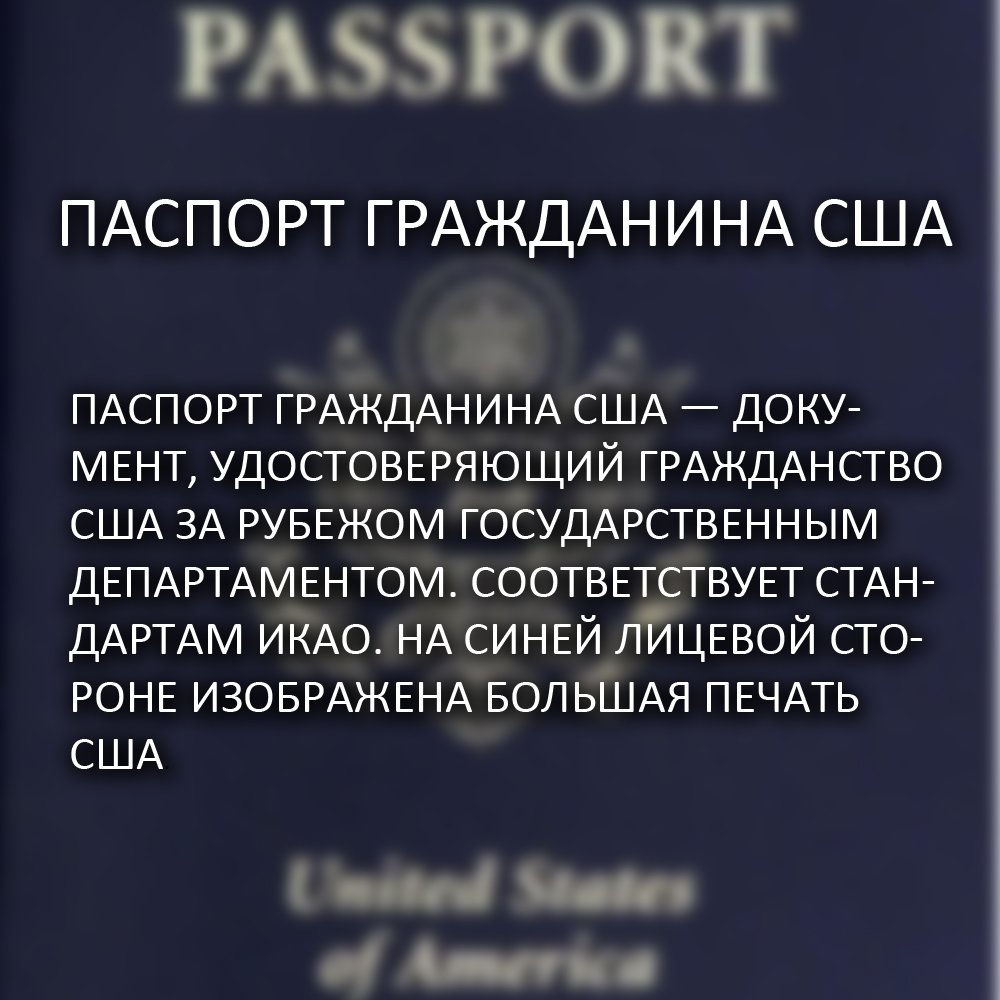 PASSPORT
ПАСПОРТ ГРАЖДАНИНА США
ПАСПОРТ ГРАЖДАНИНА США — ДОКУ-
МЕНТ, УДОСТОВЕРЯЮЩИЙ ГРАЖДАНСТВО
США ЗА РУБЕЖОМ ГОСУДАРСТВЕННЫМ
ДЕПАРТАМЕНТОМ. СООТВЕТСТВУЕТ СТАН-
ДАРТАМ ИКАО. НА СИНЕЙ ЛИЦЕВОЙ СТО-
РОНЕ ИЗОБРАЖЕНА БОЛЬШАЯ ПЕЧАТЬ
США
United States
of America